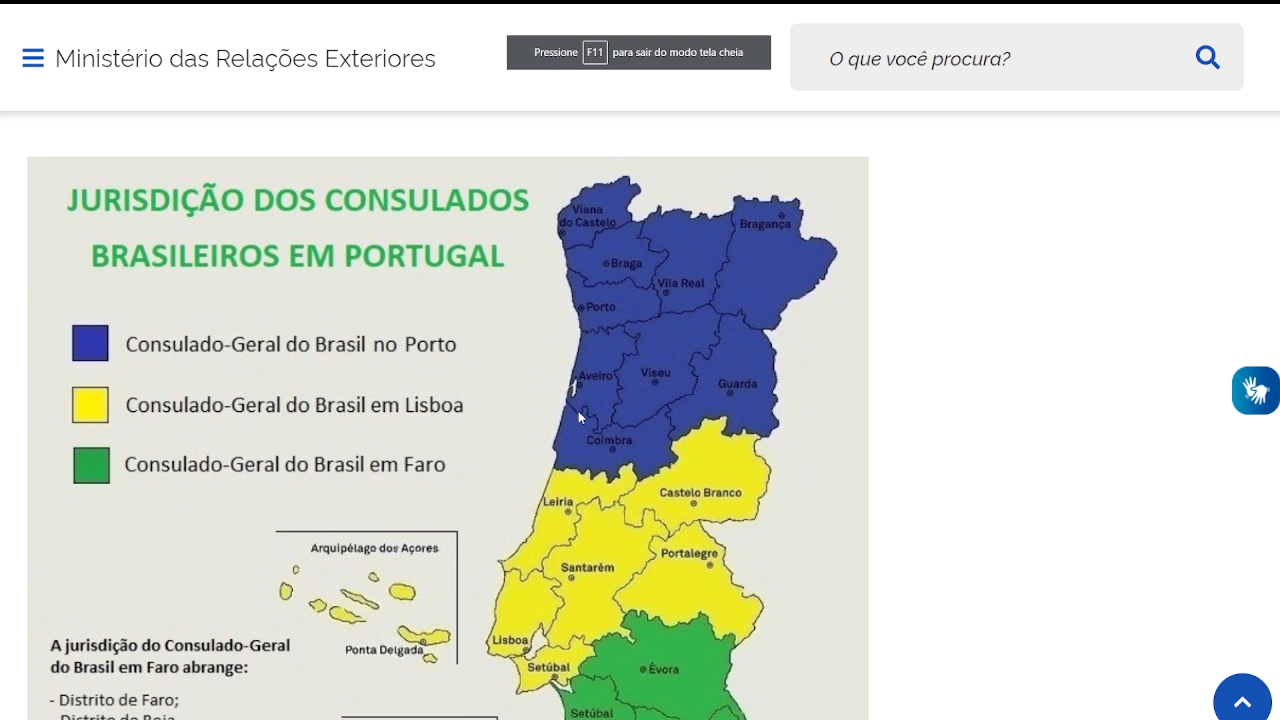 Ministério das Relações Exteriores
Pressione F11 para sair do modo tela cheia
O que você procura?
JURISDIÇÃO DOS CONSULADOS
BRASILEIROS EM PORTUGAL
Consulado-Geral do Brasil no Porto
Consulado-Geral do Brasil em Lisboa
Consulado-Geral do Brasil em Faro
Viana
do Castelo
Bragança
Braga
Vila Real
Porto
Aveiro
Viseu
Guarda
Coimbra
Leiria
Castelo Branco
Arquipélago dos Açores
Portalegre
Santarém
Lisboa
Ponta Delgada
Setúbal
Évora
Setúbal
A jurisdição do Consulado-Geral
do Brasil em Faro abrange:
- Distrito de Faro;
- Distrito de Beja